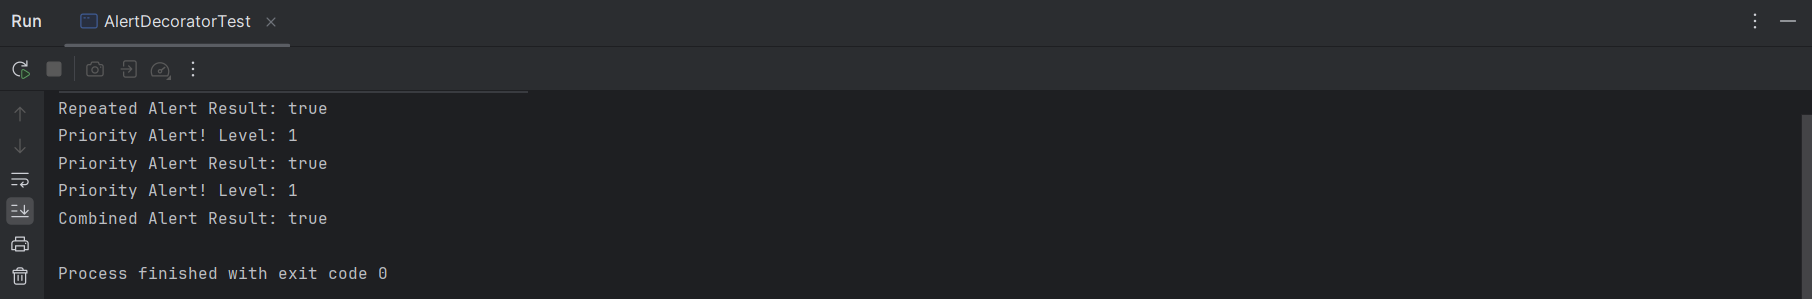 Run AlertDecoratorTest
Repeated Alert Result: true
Priority Alert! Level: 1
Priority Alert Result: true
Priority Alert! Level: 1
Combined Alert Result: true
Process finished with exit code 0